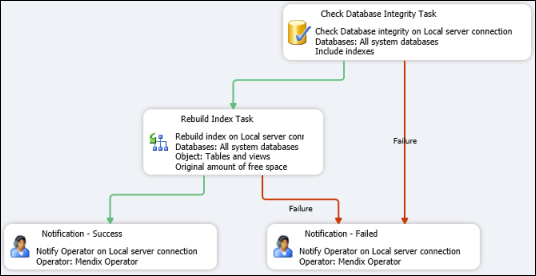 Check Database Integrity Task
Check Database integrity on Local server connection
Databases: All system databases
Include indexes
Rebuild Index Task
Rebuild index on Local server conn
Databases: All system databases
Object: Tables and views
Original amount of free space
Failure
Failure
Notification - Success
Notify Operator on Local server connection
Operator: Mendix Operator
Notification - Failed
Notify Operator on Local server connection
Operator: Mendix Operator